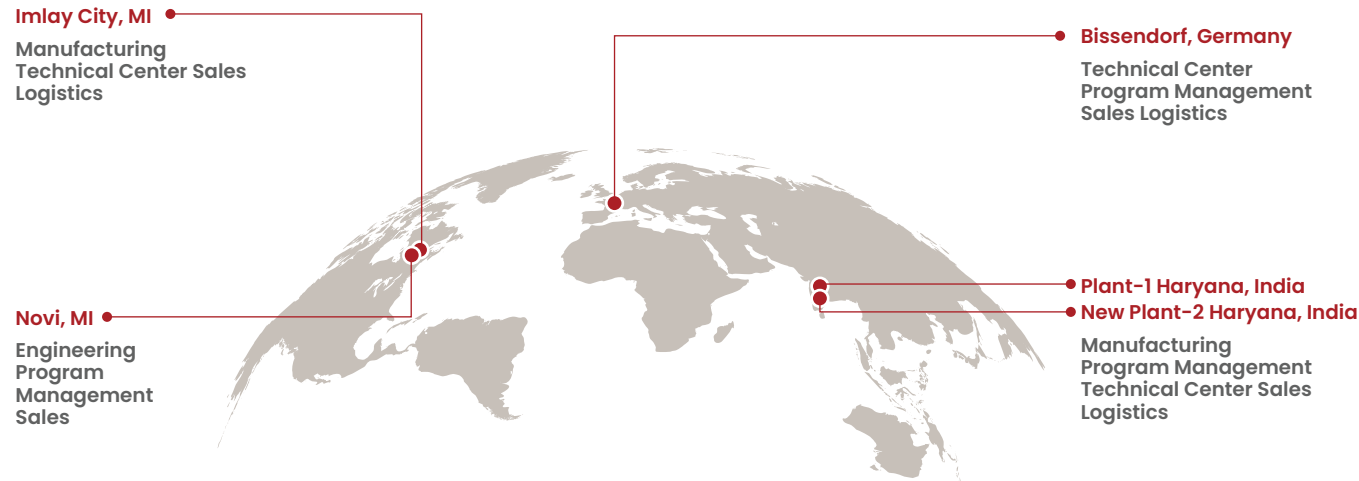 Imlay City, MI
Manufacturing
Technical Center Sales
Logistics
Novi, MI
Engineering
Program
Management
Sales
Bissendorf, Germany
Technical Center
Program Management
Sales Logistics
Plant-1 Haryana, India
New Plant-2 Haryana, India
Manufacturing
Program Management
Technical Center Sales
Logistics